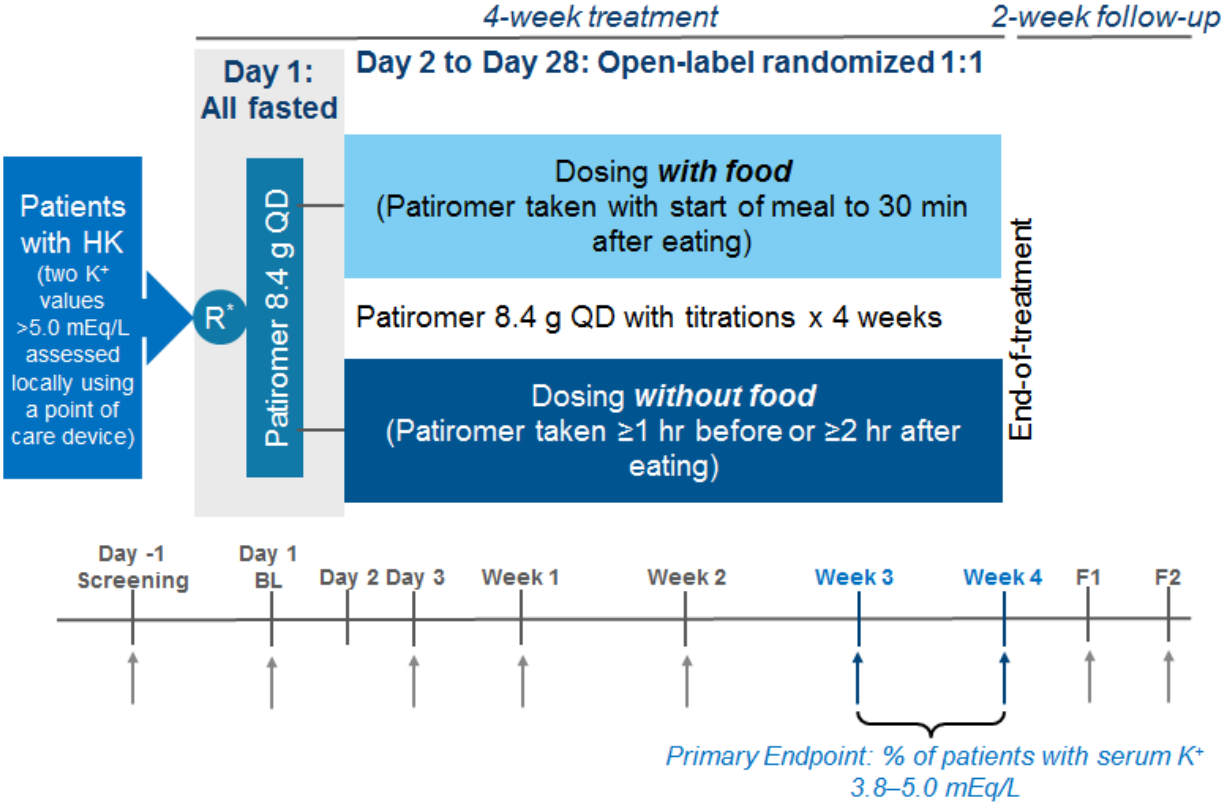 4-week treatment
2-week follow-up
Day 1:
All fasted
Day 2 to Day 28: Open-label randomized 1:1
Patients
with HK
(two K⁺
values
>5.0 mEq/L
assessed
locally using
a point of
care device)
R*
Patiromer 8.4 g QD
Dosing with food
(Patiromer taken with start of meal to 30 min
after eating)
Patiromer 8.4 g QD with titrations x 4 weeks
Dosing without food
(Patiromer taken ≥1 hr before or ≥2 hr after
eating)
End-of-treatment
Day -1
Screening
Day 1
BL
Day 2
Day 3
Week 1
Week 2
Week 3
Week 4
F1
F2
Primary Endpoint: % of patients with serum K⁺
3.8–5.0 mEq/L